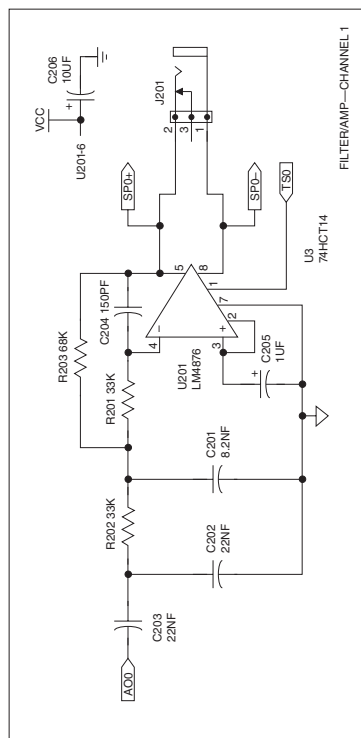 VCC
C206
10UF
U201-6
J201
2
3
1
SP0+
SP0–
TS0
R203 68K
C204 150PF
R201 33K
R202 33K
4
5
8
1
7
2
3
–
+
U201
LM4876
U3
74HCT14
C205
1UF
+
+
C201
8.2NF
C202
22NF
C203
22NF
AO0
FILTER/AMP—CHANNEL 1